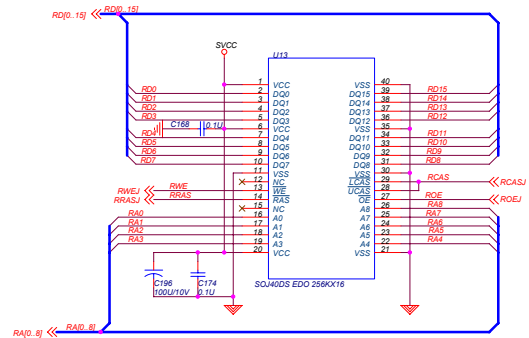 RD[0..15] RD[0..15]
SVCC
U13
1 VCC VSS 40
RD0 2 DQ0 DQ15 39 RD15
RD1 3 DQ1 DQ14 38 RD14
RD2 4 DQ2 DQ13 37 RD13
RD3 5 DQ3 DQ12 36 RD12
C168 0.1U 6 VCC VSS 35
RD4 7 DQ4 DQ11 34 RD11
RD5 8 DQ5 DQ10 33 RD10
RD6 9 DQ6 DQ9 32 RD9
RD7 10 DQ7 DQ8 31 RD8
11 VSS VSS 30
12 NC LCAS 29 RCAS RCASJ
RWEJ RWE 13 WE UCAS 28
RRASJ RRAS 14 RAS OE 27 ROE ROEJ
15 NC A8 26 RA8
RA0 16 A0 A7 25 RA7
RA1 17 A1 A6 24 RA6
RA2 18 A2 A5 23 RA5
RA3 19 A3 A4 22 RA4
20 VCC VSS 21
C196 C174
100U/10V 0.1U
SOJ40DS EDO 256KX16
RA[0..8] RA[0..8]